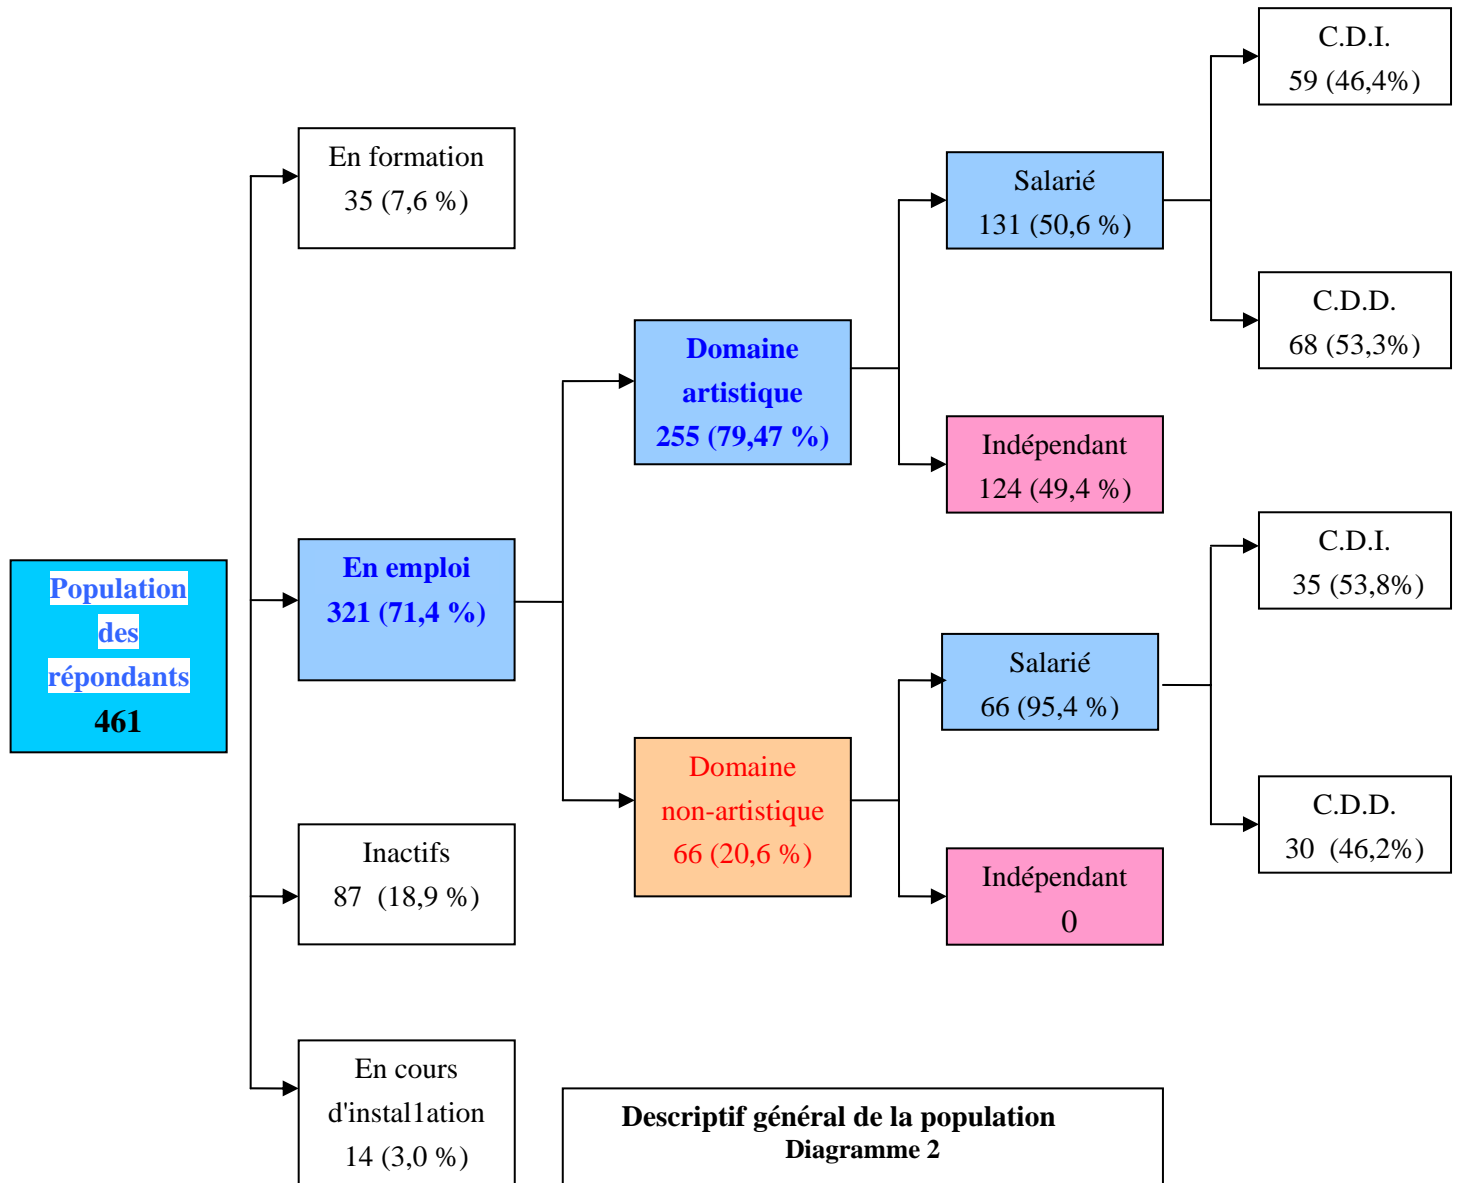 Population
des
répondants
461
En formation
35 (7,6 %)
En emploi
321 (71,4 %)
Inactifs
87 (18,9 %)
En cours
d'instal1ation
14 (3,0 %)
Domaine
artistique
255 (79,47 %)
Domaine
non-artistique
66 (20,6 %)
Salarié
131 (50,6 %)
Indépendant
124 (49,4 %)
Salarié
66 (95,4 %)
Indépendant
0
C.D.I.
59 (46,4%)
C.D.D.
68 (53,3%)
C.D.I.
35 (53,8%)
C.D.D.
30 (46,2%)
Descriptif général de la population
Diagramme 2